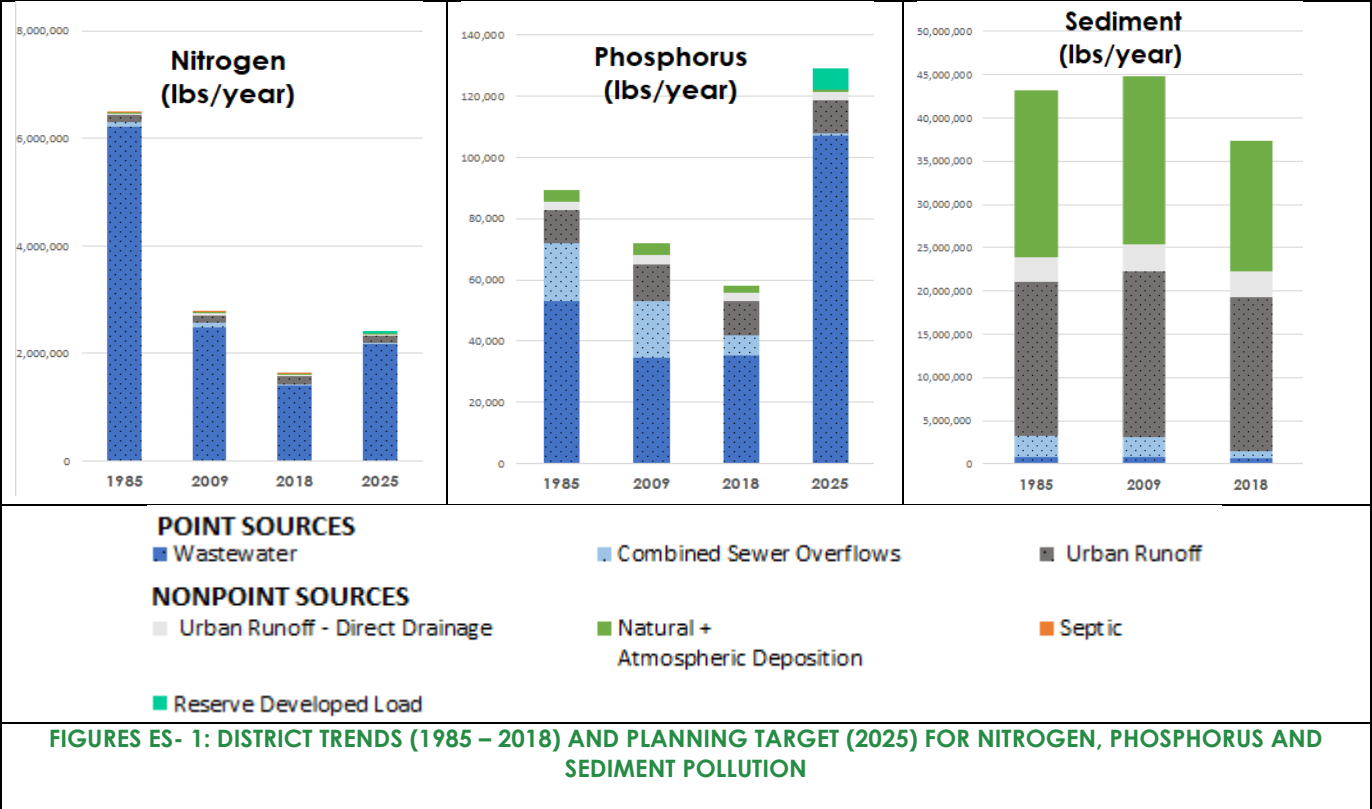 Nitrogen
(lbs/year)
8,000,000
6,000,000
4,000,000
2,000,000
0
1985 2009 2018 2025
Phosphorus
(lbs/year)
140,000
120,000
100,000
80,000
60,000
40,000
20,000
0
1985 2009 2018 2025
Sediment
(lbs/year)
50,000,000
45,000,000
40,000,000
35,000,000
30,000,000
25,000,000
20,000,000
15,000,000
10,000,000
5,000,000
0
1985 2009 2018
POINT SOURCES
Wastewater Combined Sewer Overflows Urban Runoff
NONPOINT SOURCES
Urban Runoff - Direct Drainage Natural + Septic
Atmospheric Deposition
Reserve Developed Load
FIGURES ES- 1: DISTRICT TRENDS (1985 – 2018) AND PLANNING TARGET (2025) FOR NITROGEN, PHOSPHORUS AND
SEDIMENT POLLUTION